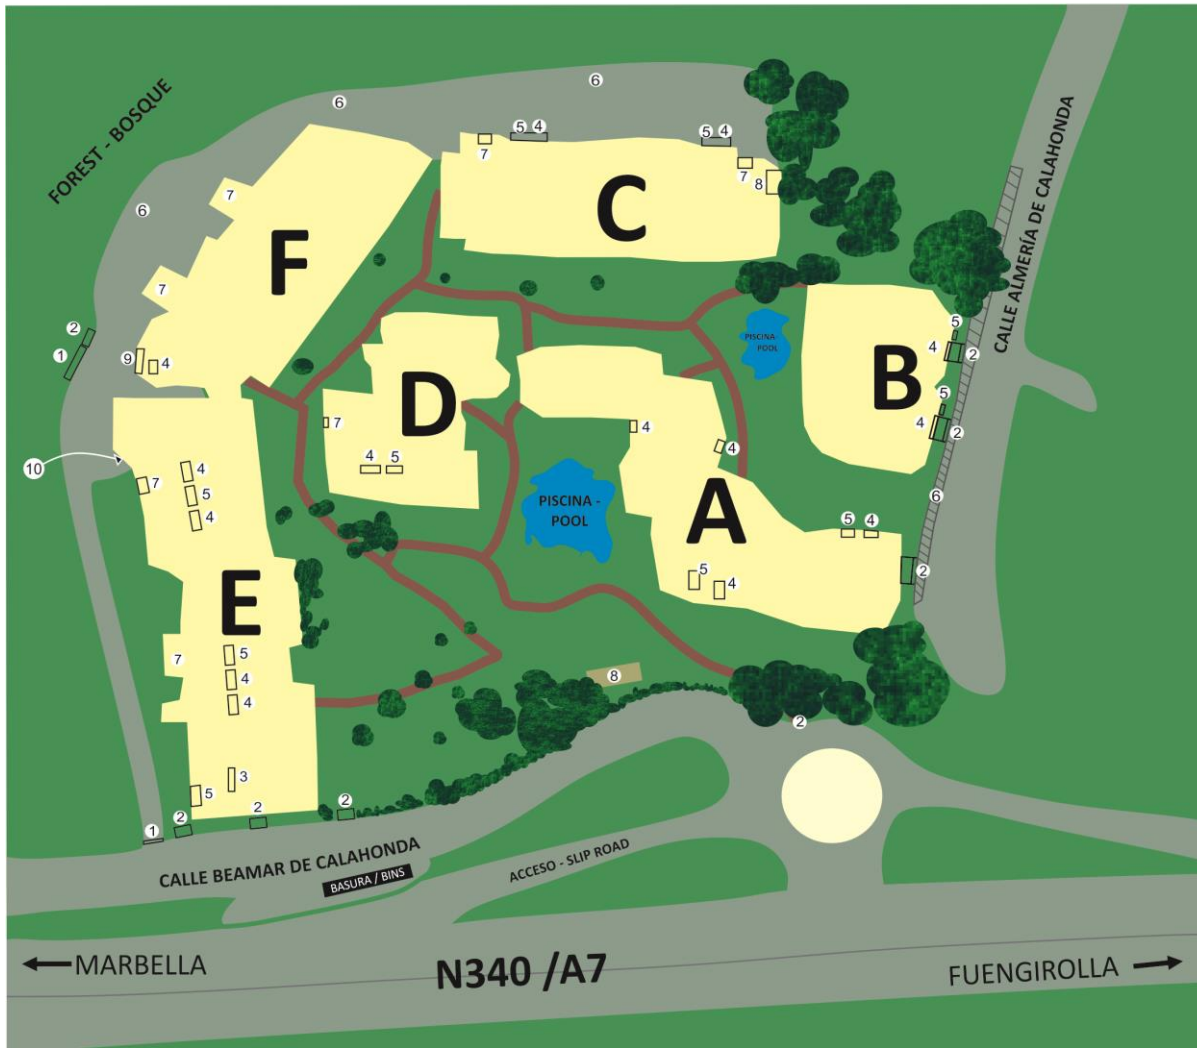 6
6
5 4
5 4
7
7
8
FOREST - BOSQUE
7
C
CALLE ALMERÍA DE CALAHONDA
6
F
7
PISCINA-
POOL
2
1
9
4
5
4
2
B
5
4
2
D
7
4
4
4 5
10
7
4
5
4
PISCINA -
POOL
A
6
5 4
5
4
2
2
E
7
5
4
4
8
2
3
5
2
2
2
1
CALLE BEAMAR DE CALAHONDA
BASURA / BINS
ACCESO - SLIP ROAD
MARBELLA
N340 /A7
FUENGIROLLA